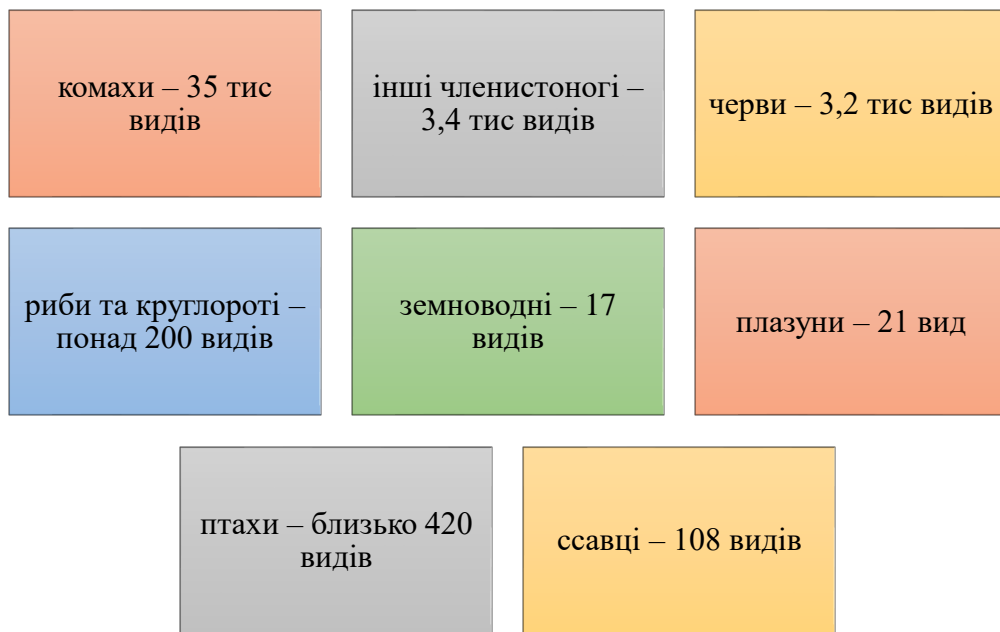 комахи – 35 тис
видів
інші членистоногі –
3,4 тис видів
черви – 3,2 тис видів
риби та круглороті –
понад 200 видів
земноводні – 17
видів
плазуни – 21 вид
птахи – близько 420
видів
ссавці – 108 видів